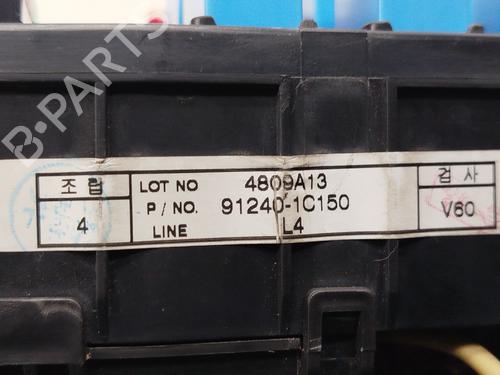 B-PARTS
조립 LOT NO 4809A13 검사
P / NO. 91240-1C150
4 LINE L4 V60